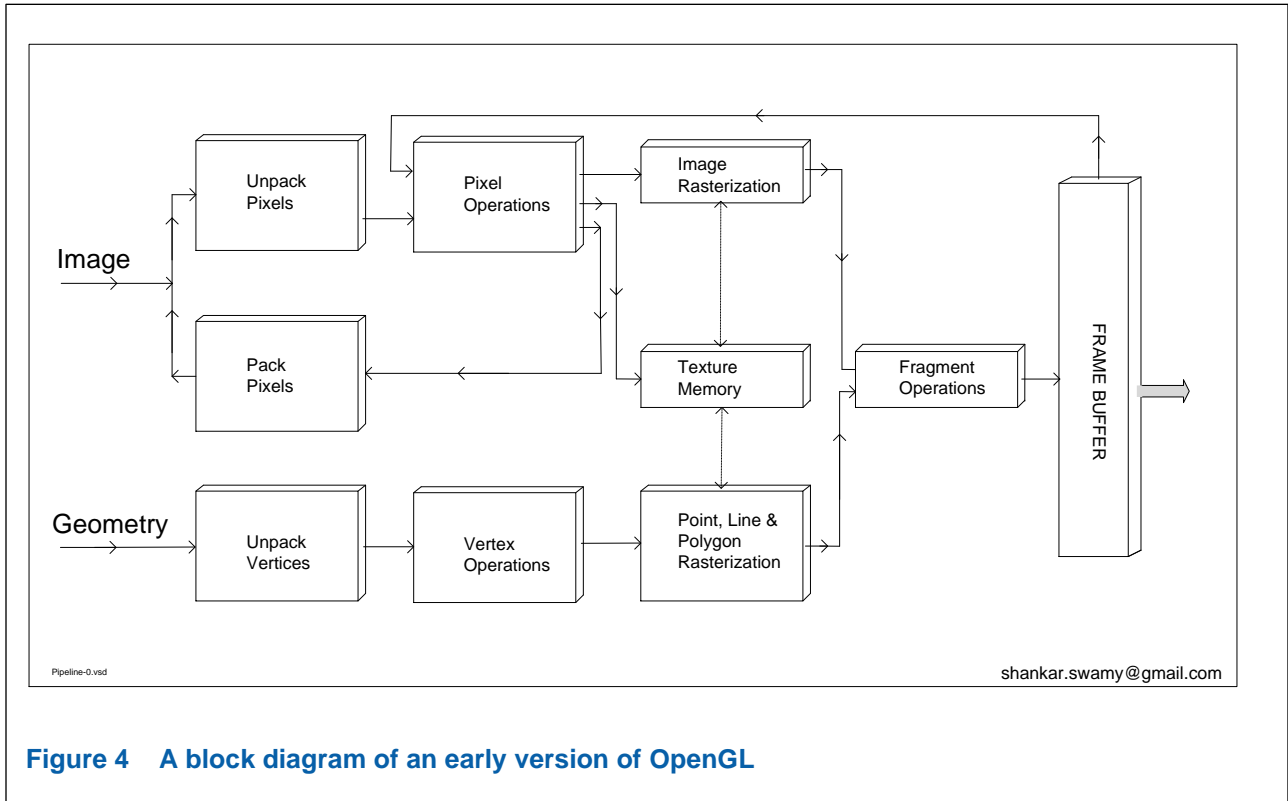 Unpack
Pixels
Pixel
Operations
Image
Rasterization
Image
Pack
Pixels
Texture
Memory
Fragment
Operations
FRAME BUFFER
Geometry
Unpack
Vertices
Vertex
Operations
Point, Line &
Polygon
Rasterization
Pipeline-0.vsd
shankar.swamy@gmail.com
Figure 4 A block diagram of an early version of OpenGL